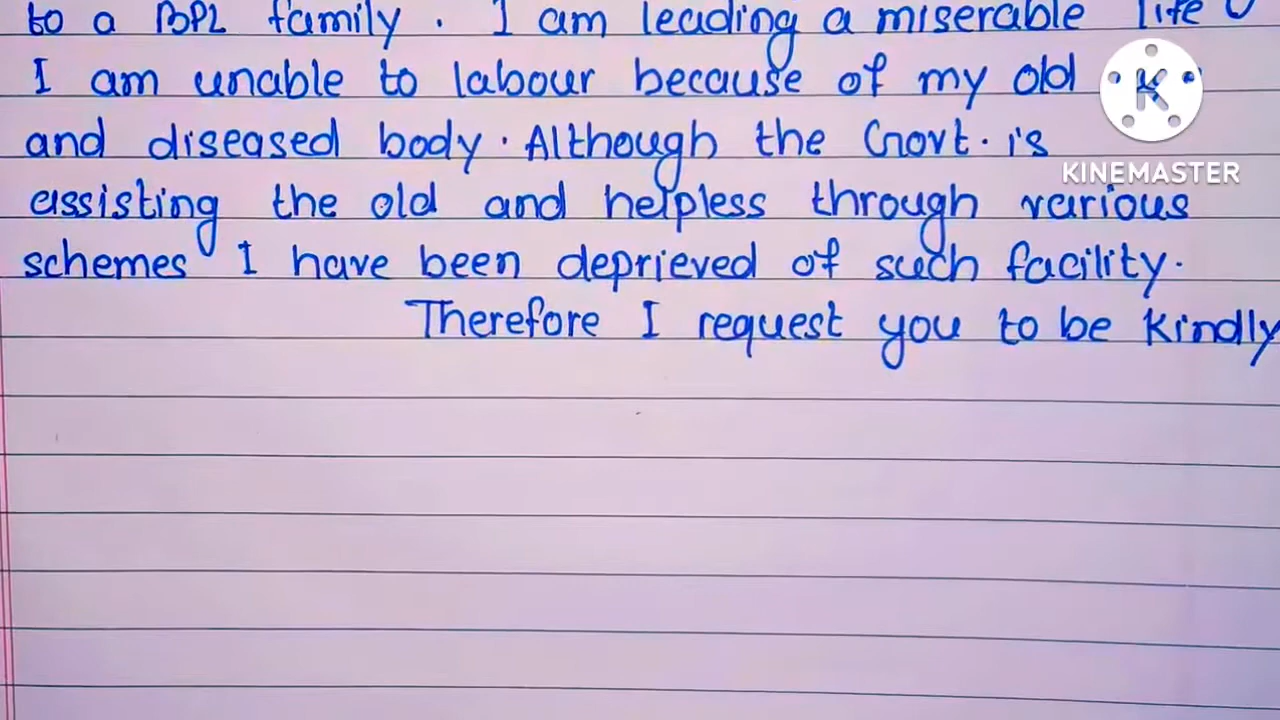 to a BPL family. I am leading a miserable life
I am unable to labour because of my old
and diseased body. Although the Govt. is
assisting the old and helpless through various
schemes I have been deprieved of such facility.
Therefore I request you to be kindly
K
KINEMASTER